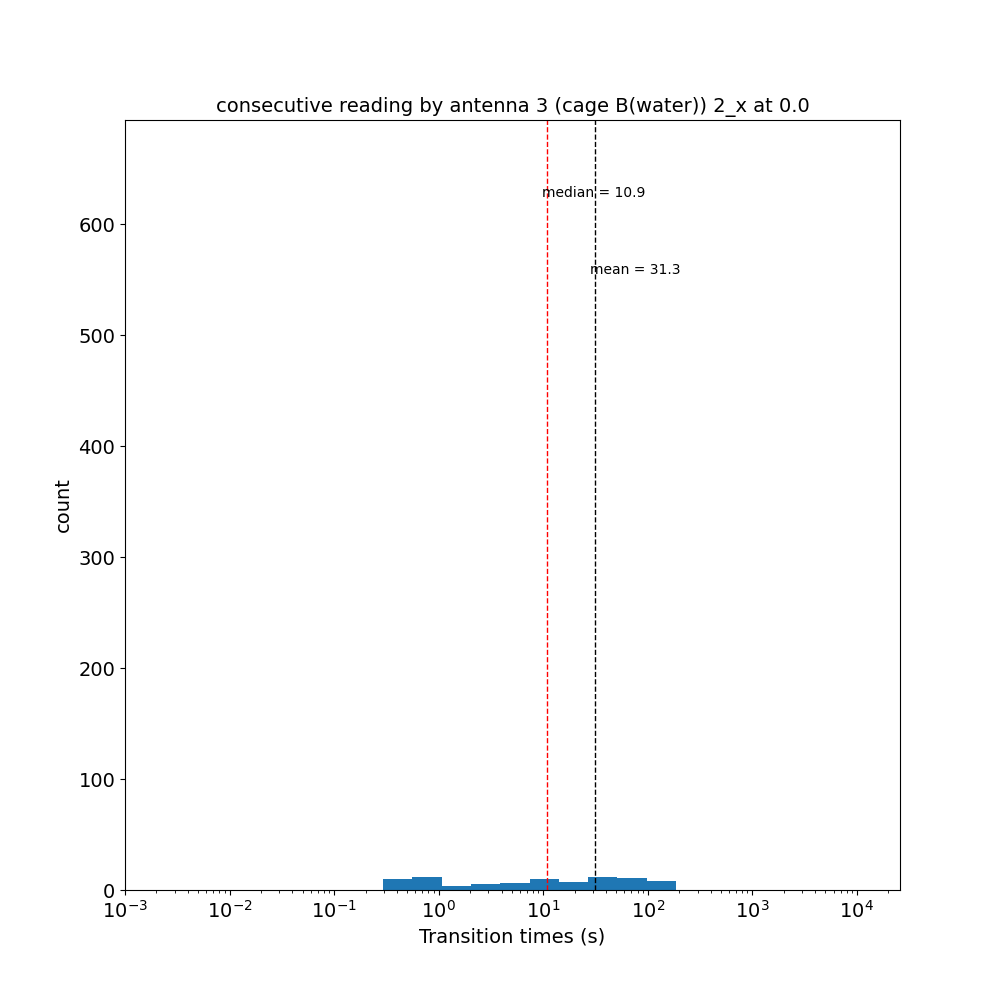 consecutive reading by antenna 3 (cage B(water)) 2_x at 0.0
median = 10.9
mean = 31.3
600
500
400
300
200
100
0
count
10⁻³ 10⁻² 10⁻¹ 10⁰ 10¹ 10² 10³ 10⁴
Transition times (s)